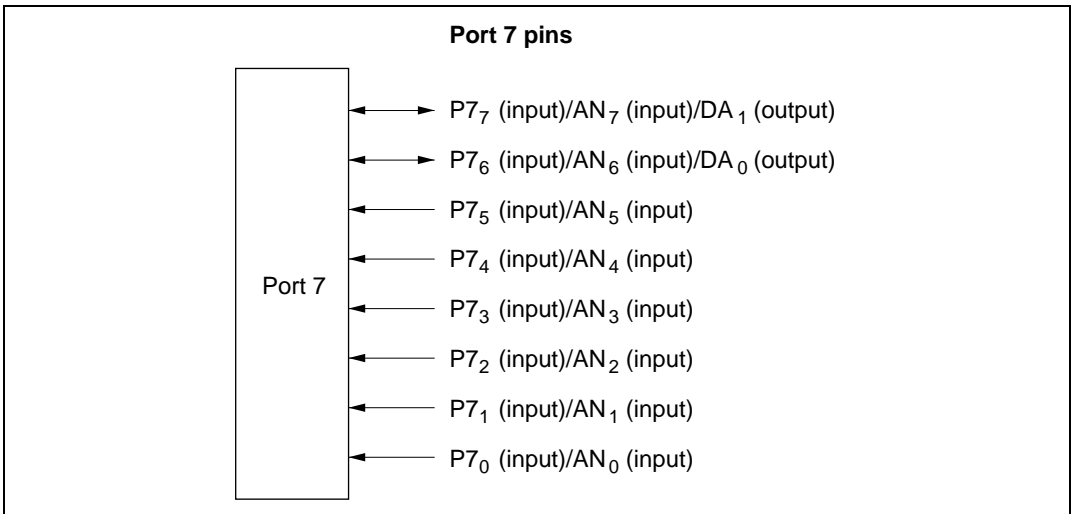 Port 7 pins
P7₇ (input)/AN₇ (input)/DA₁ (output)
P7₆ (input)/AN₆ (input)/DA₀ (output)
P7₅ (input)/AN₅ (input)
P7₄ (input)/AN₄ (input)
Port 7
P7₃ (input)/AN₃ (input)
P7₂ (input)/AN₂ (input)
P7₁ (input)/AN₁ (input)
P7₀ (input)/AN₀ (input)